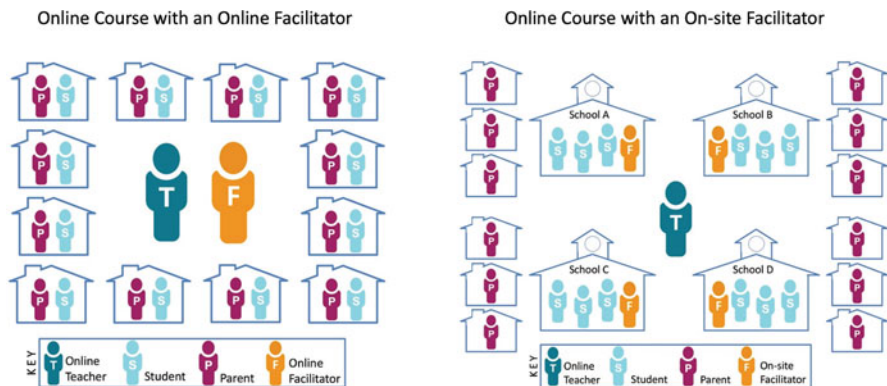 Online Course with an Online Facilitator
P S P S P S P S
P S T F P S
P S P S
P S P S P S P S
KEY
T Online Teacher S Student P Parent F Online Facilitator
Online Course with an On-site Facilitator
P P
School A School B
P P
S S S F F S S S
P P
T
P P
School C School D
P P
S S S F F S S S
P P
KEY
T Online Teacher S Student P Parent F On-site Facilitator